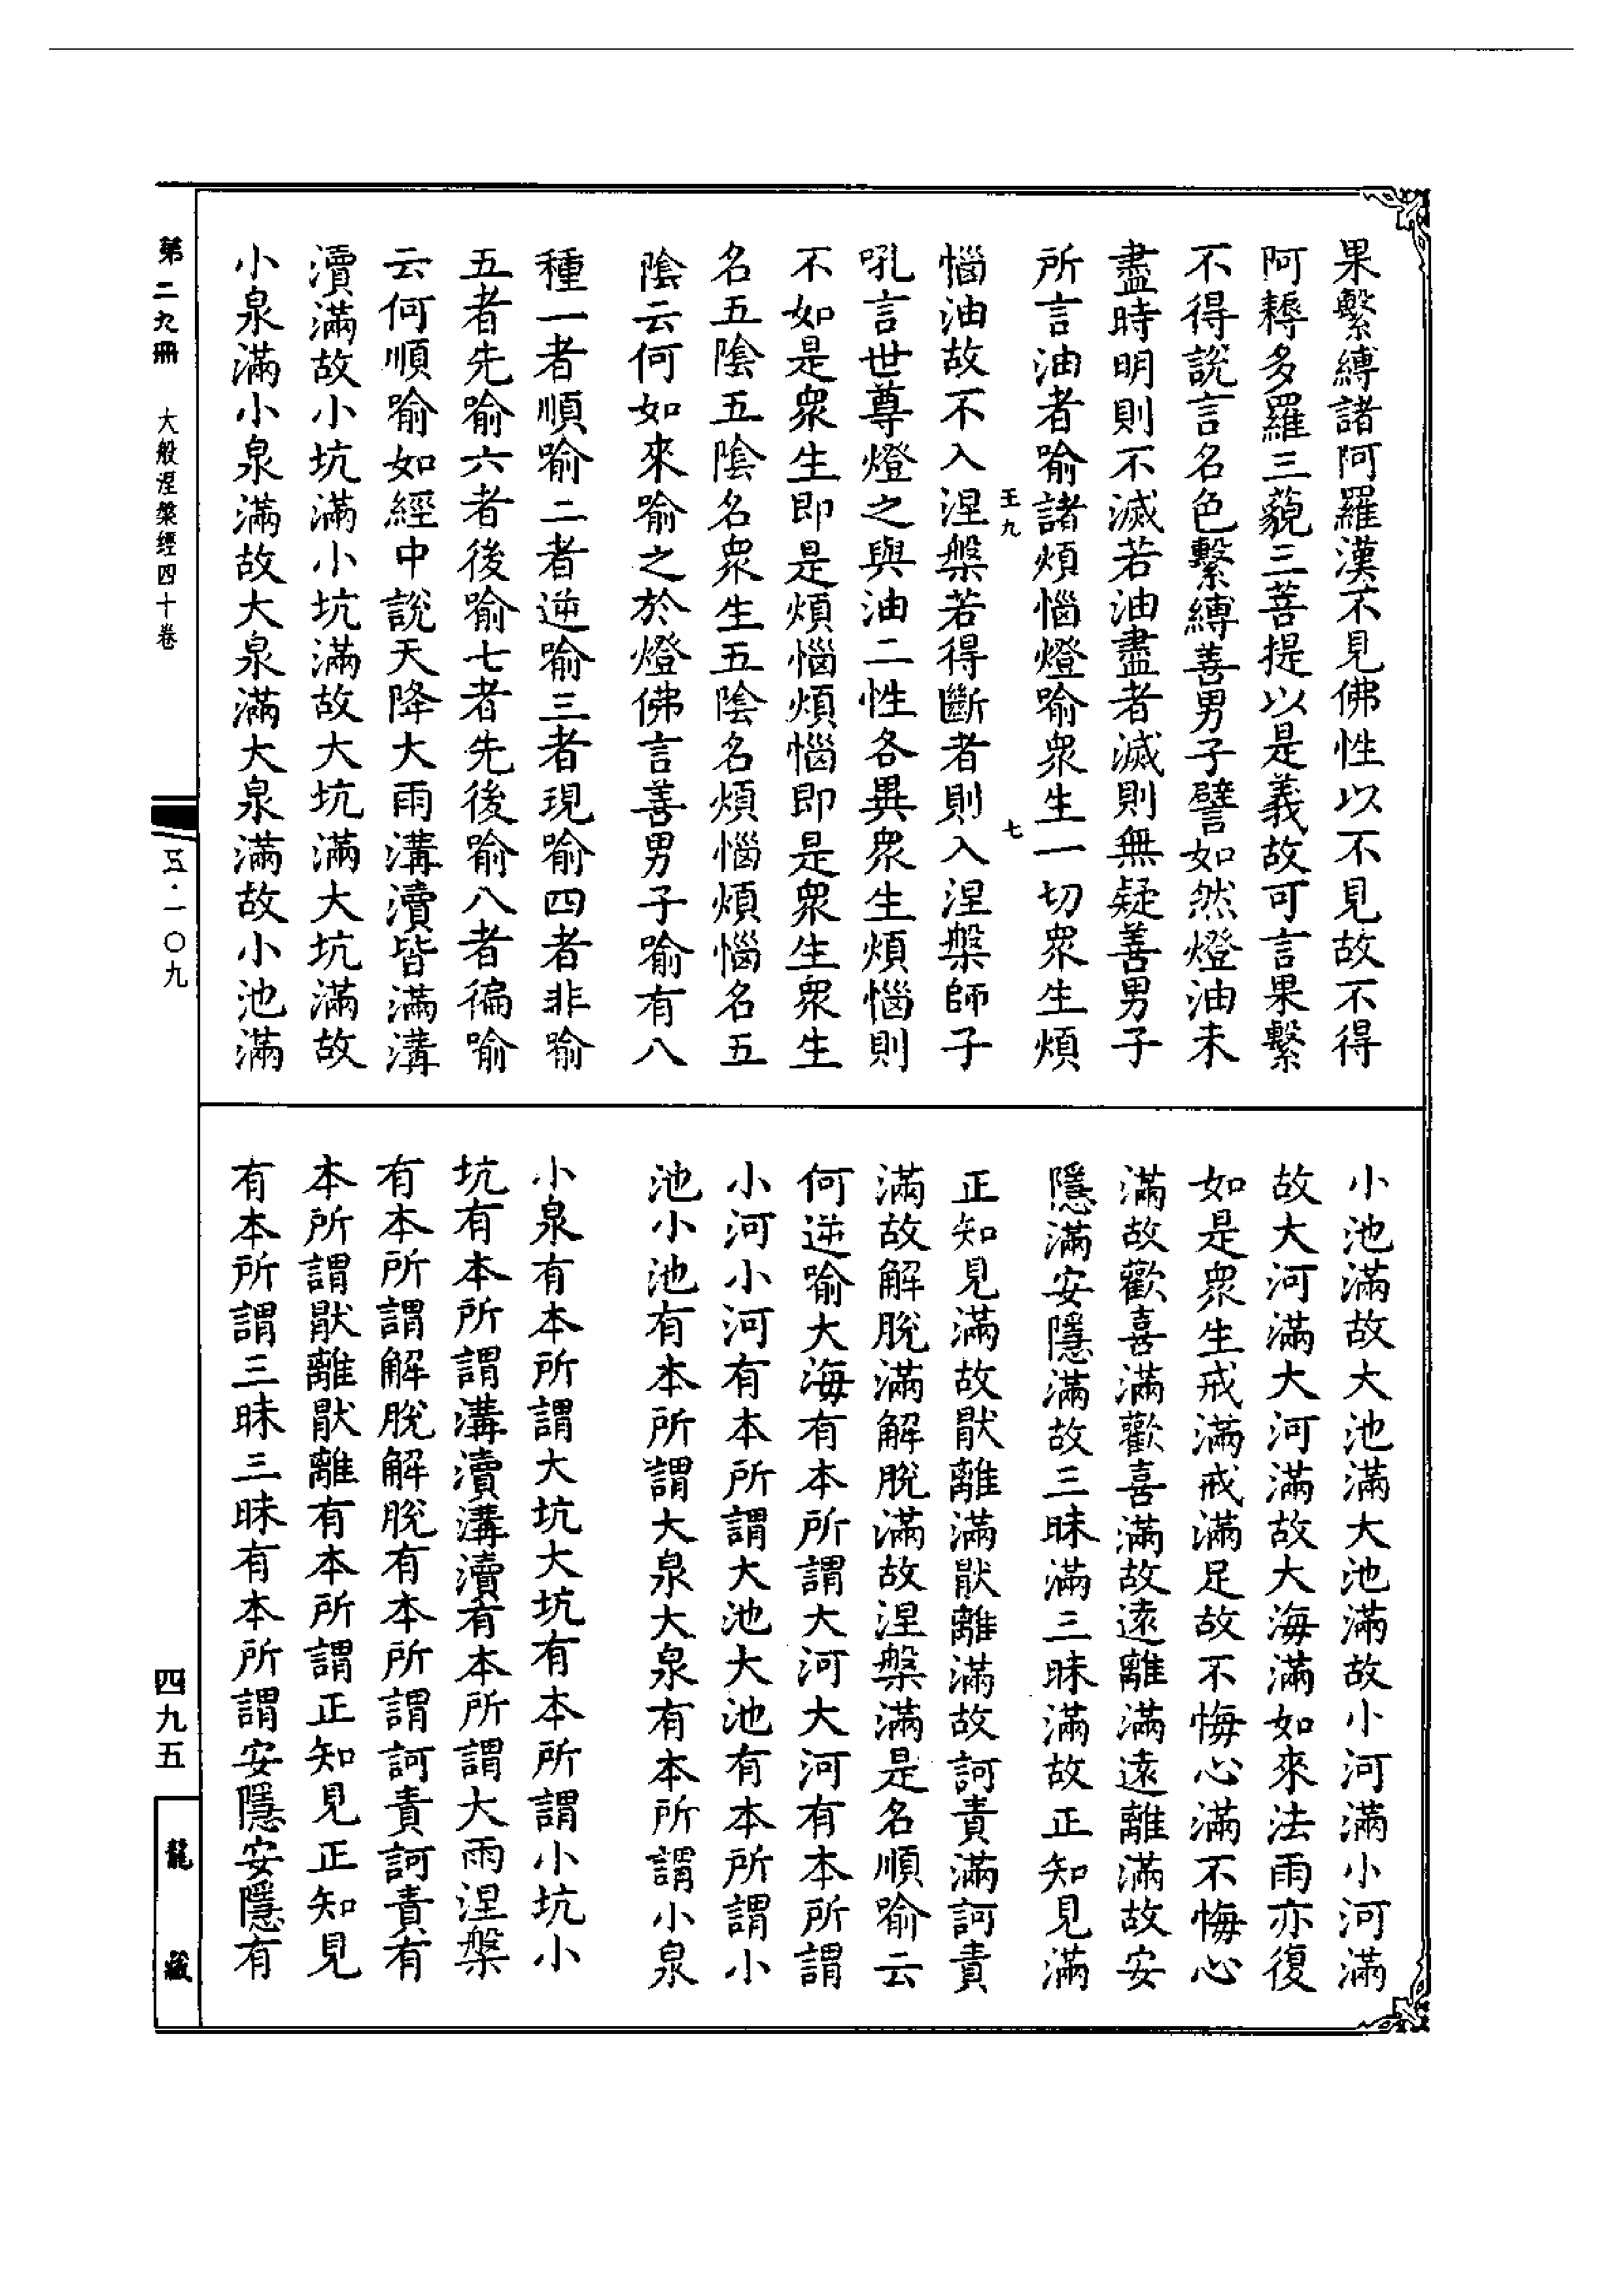 果繫縛諸阿羅漢不見佛性以不見故不得
阿耨多羅三藐三菩提以是義故可言果繫
不得說言名色繫縛善男子譬如然燈油未
盡時明則不滅若油盡者滅則無疑善男子
所言油者喻諸煩惱燈喻衆生一切衆生煩
王九 七
惱油故不入涅槃若得斷者則入涅槃師子
吼言世尊燈之與油二性各異衆生煩惱則
不如是衆生即是煩惱煩惱即是衆生衆生
名五陰五陰名衆生五陰名煩惱煩惱名五
陰云何如來喻之於燈佛言善男子喻有八
種一者順喻二者逆喻三者現喻四者非喻
五者先喻六者後喻七者先後喻八者徧喻
云何順喻如經中說天降大雨溝瀆皆滿溝
瀆滿故小坑滿小坑滿故大坑滿大坑滿故
小泉滿小泉滿故大泉滿大泉滿故小池滿
小池滿故大池滿大池滿故小河滿小河滿
故大河滿大河滿故大海滿如來法雨亦復
如是衆生戒滿戒滿足故不悔心滿不悔心
滿故歡喜滿歡喜滿故遠離滿遠離滿故安
隱滿安隱滿故三昧滿三昧滿故正知見滿
正知見滿故猒離滿猒離滿故訶責滿訶責
滿故解脫滿解脫滿故涅槃滿是名順喻云
何逆喻大海有本所謂大河大河有本所謂
小河小河有本所謂大池大池有本所謂小
池小池有本所謂大泉大泉有本所謂小泉
小泉有本所謂大坑大坑有本所謂小坑小
坑有本所謂溝瀆溝瀆有本所謂大雨涅槃
有本所謂解脫解脫有本所謂訶責訶責有
本所謂猒離猒離有本所謂正知見正知見
有本所謂三昧三昧有本所謂安隱安隱有
第二九冊 大般涅槃經四十卷
五·一〇九
四九五
龍藏